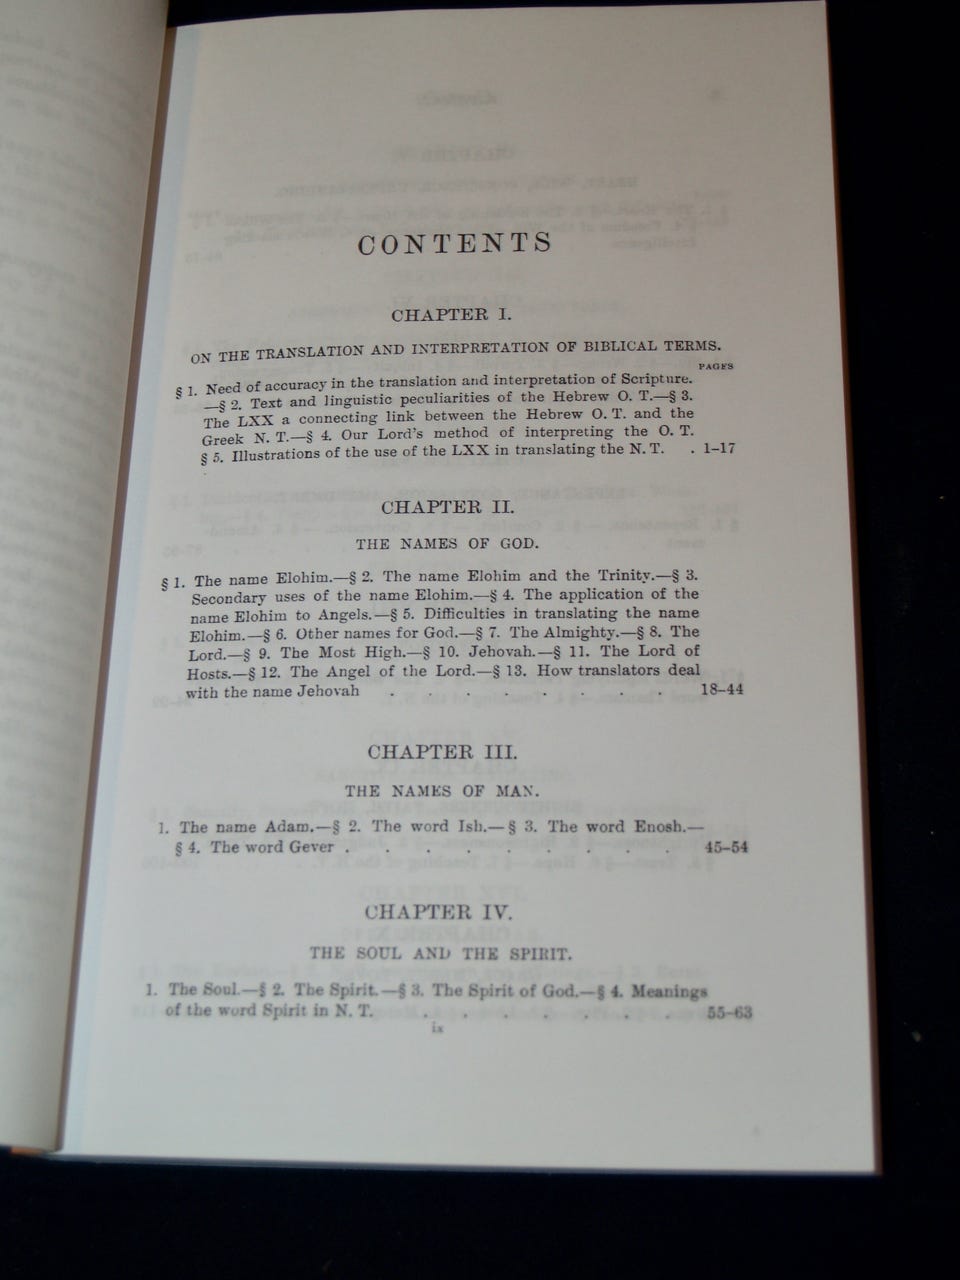 CONTENTS
CHAPTER I.
ON THE TRANSLATION AND INTERPRETATION OF BIBLICAL TERMS.
PAGES
§ 1. Need of accuracy in the translation and interpretation of Scripture.
—§ 2. Text and linguistic peculiarities of the Hebrew O. T.—§ 3.
The LXX a connecting link between the Hebrew O. T. and the
Greek N. T.—§ 4. Our Lord's method of interpreting the O. T.
§ 5. Illustrations of the use of the LXX in translating the N. T. . 1–17
CHAPTER II.
THE NAMES OF GOD.
§ 1. The name Elohim.—§ 2. The name Elohim and the Trinity.—§ 3.
Secondary uses of the name Elohim.—§ 4. The application of the
name Elohim to Angels.—§ 5. Difficulties in translating the name
Elohim.—§ 6. Other names for God.—§ 7. The Almighty.—§ 8. The
Lord.—§ 9. The Most High.—§ 10. Jehovah.—§ 11. The Lord of
Hosts.—§ 12. The Angel of the Lord.—§ 13. How translators deal
with the name Jehovah . . . . . . . . 18–44
CHAPTER III.
THE NAMES OF MAN.
1. The name Adam.—§ 2. The word Ish.—§ 3. The word Enosh.—
§ 4. The word Gever . . . . . . . . . 45–54
CHAPTER IV.
THE SOUL AND THE SPIRIT.
1. The Soul.—§ 2. The Spirit.—§ 3. The Spirit of God.—§ 4. Meanings
of the word Spirit in N. T. . . . . . . . 55–63
ix